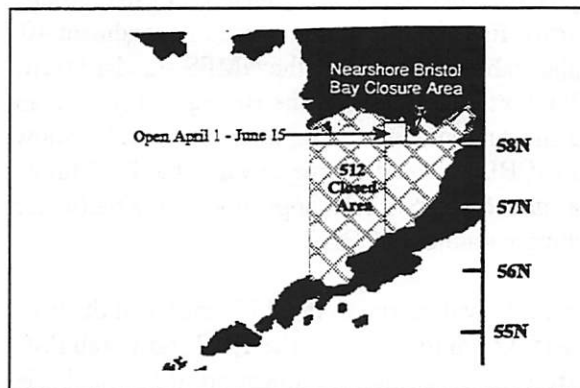 Nearshore Bristol
Bay Closure Area
Open April 1 - June 15
58N
512
Closed
Area
57N
56N
55N